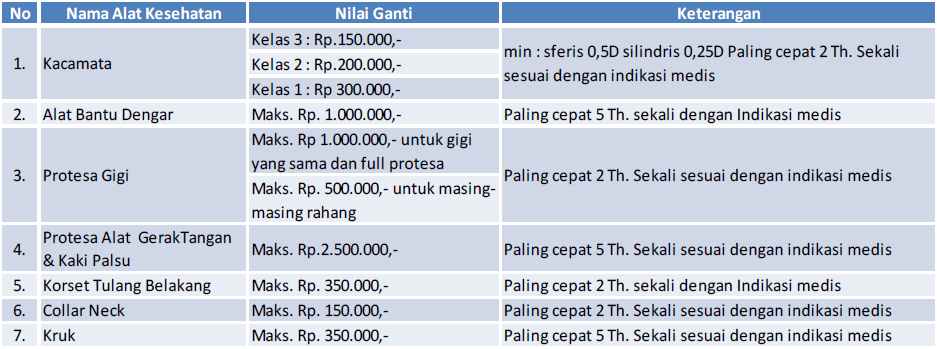 No Nama Alat Kesehatan Nilai Ganti Keterangan
1. Kacamata
Kelas 3 : Rp.150.000,-
Kelas 2 : Rp.200.000,-
Kelas 1 : Rp 300.000,-
min : sferis 0,5D silindris 0,25D Paling cepat 2 Th. Sekali
sesuai dengan indikasi medis
2. Alat Bantu Dengar Maks. Rp. 1.000.000,- Paling cepat 5 Th. sekali dengan Indikasi medis
3. Protesa Gigi
Maks. Rp 1.000.000,- untuk gigi
yang sama dan full protesa
Maks. Rp. 500.000,- untuk masing-
masing rahang
Paling cepat 2 Th. Sekali sesuai dengan indikasi medis
4. Protesa Alat GerakTangan
& Kaki Palsu
Maks. Rp.2.500.000,- Paling cepat 5 Th. Sekali sesuai dengan indikasi medis
5. Korset Tulang Belakang Maks. Rp. 350.000,- Paling cepat 2 Th. sekali dengan Indikasi medis
6. Collar Neck Maks. Rp. 150.000,- Paling cepat 2 Th. Sekali sesuai dengan indikasi medis
7. Kruk Maks. Rp. 350.000,- Paling cepat 5 Th. Sekali sesuai dengan indikasi medis